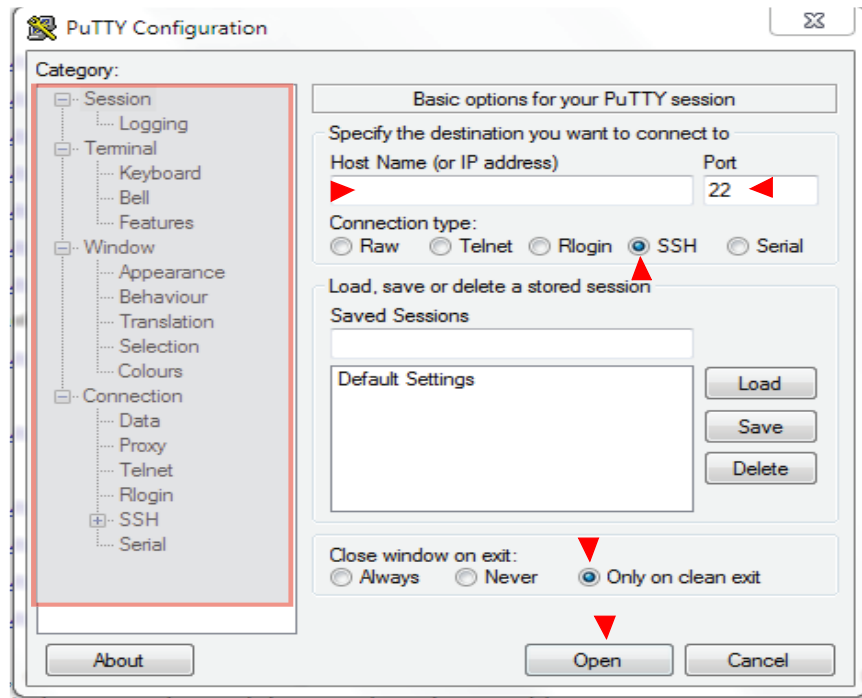 PuTTY Configuration
Category:
Session
Logging
Terminal
Keyboard
Bell
Features
Window
Appearance
Behaviour
Translation
Selection
Colours
Connection
Data
Proxy
Telnet
Rlogin
SSH
Serial
Basic options for your PuTTY session
Specify the destination you want to connect to
Host Name (or IP address) Port
22
Connection type:
Raw Telnet Rlogin SSH Serial
Load, save or delete a stored session
Saved Sessions
Default Settings
Load
Save
Delete
Close window on exit:
Always Never Only on clean exit
About Open Cancel